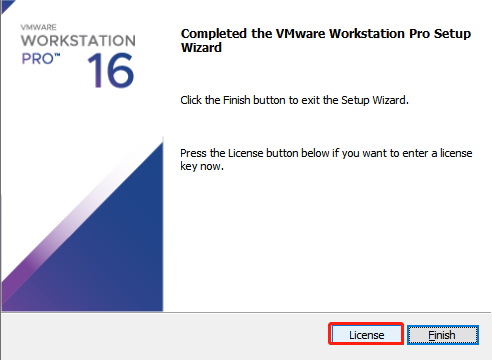 VMWARE
WORKSTATION
PRO™ 16
Completed the VMware Workstation Pro Setup
Wizard
Click the Finish button to exit the Setup Wizard.
Press the License button below if you want to enter a license
key now.
License
Finish